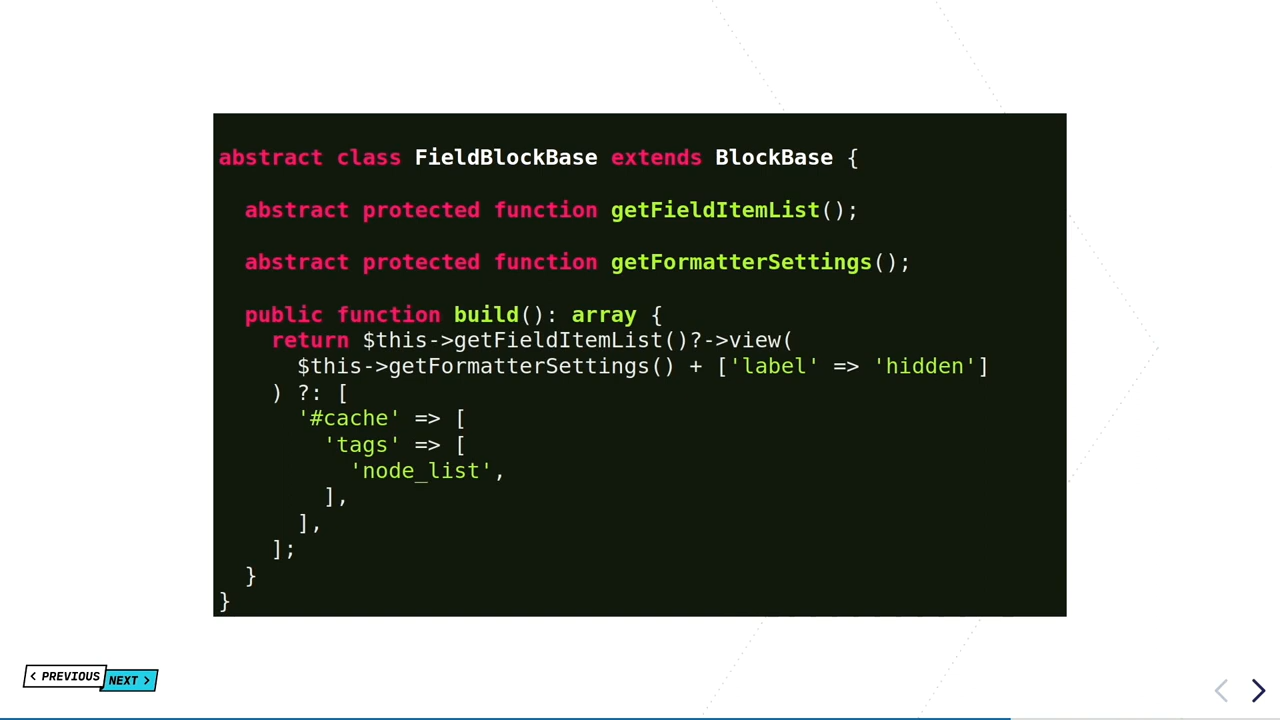 abstract class FieldBlockBase extends BlockBase {
abstract protected function getFieldItemList();
abstract protected function getFormatterSettings();
public function build(): array {
return $this->getFieldItemList()?->view(
$this->getFormatterSettings() + ['label' => 'hidden']
) ?: [
'#cache' => [
'tags' => [
'node_list',
],
],
];
}
}
< PREVIOUS
NEXT >